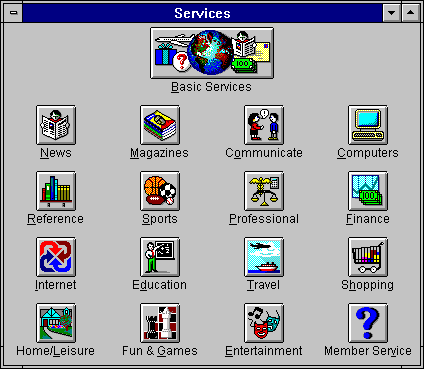 Services
Basic Services
News Magazines Communicate Computers
Reference Sports Professional Finance
Internet Education Travel Shopping
Home/Leisure Fun & Games Entertainment Member Service